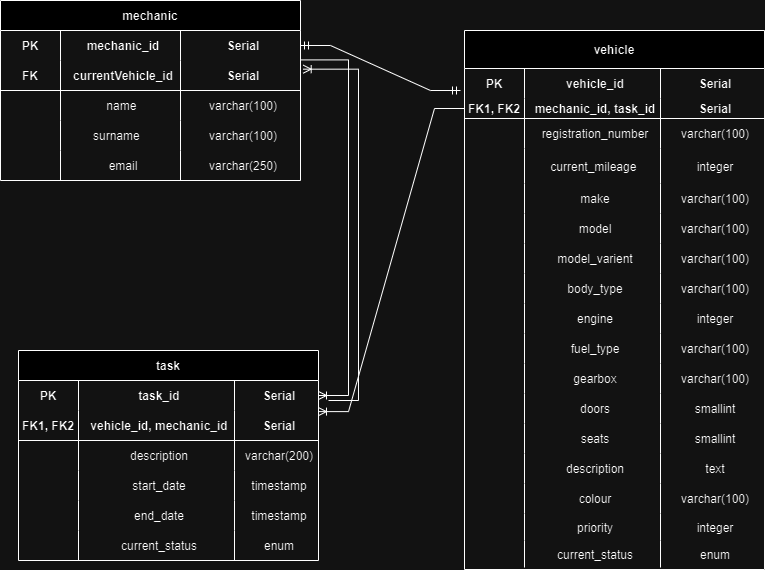 mechanic
PK mechanic_id Serial
FK currentVehicle_id Serial
name varchar(100)
surname varchar(100)
email varchar(250)
vehicle
PK vehicle_id Serial
FK1, FK2 mechanic_id, task_id Serial
registration_number varchar(100)
current_mileage integer
make varchar(100)
model varchar(100)
model_varient varchar(100)
body_type varchar(100)
engine integer
fuel_type varchar(100)
gearbox varchar(100)
doors smallint
seats smallint
description text
colour varchar(100)
priority integer
current_status enum
task
PK task_id Serial
FK1, FK2 vehicle_id, mechanic_id Serial
description varchar(200)
start_date timestamp
end_date timestamp
current_status enum